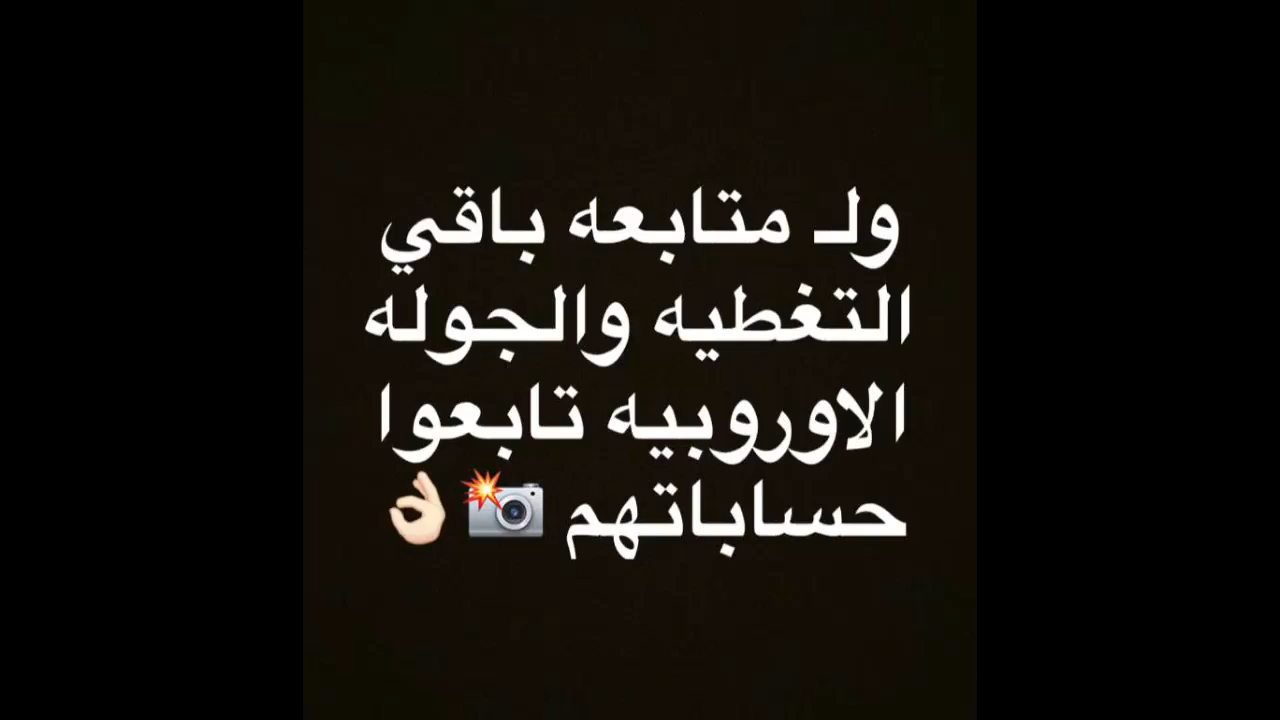 ولـ متابعه باقي
التغطيه والجوله
الاوروبيه تابعوا
حساباتهم 📸👌🏻